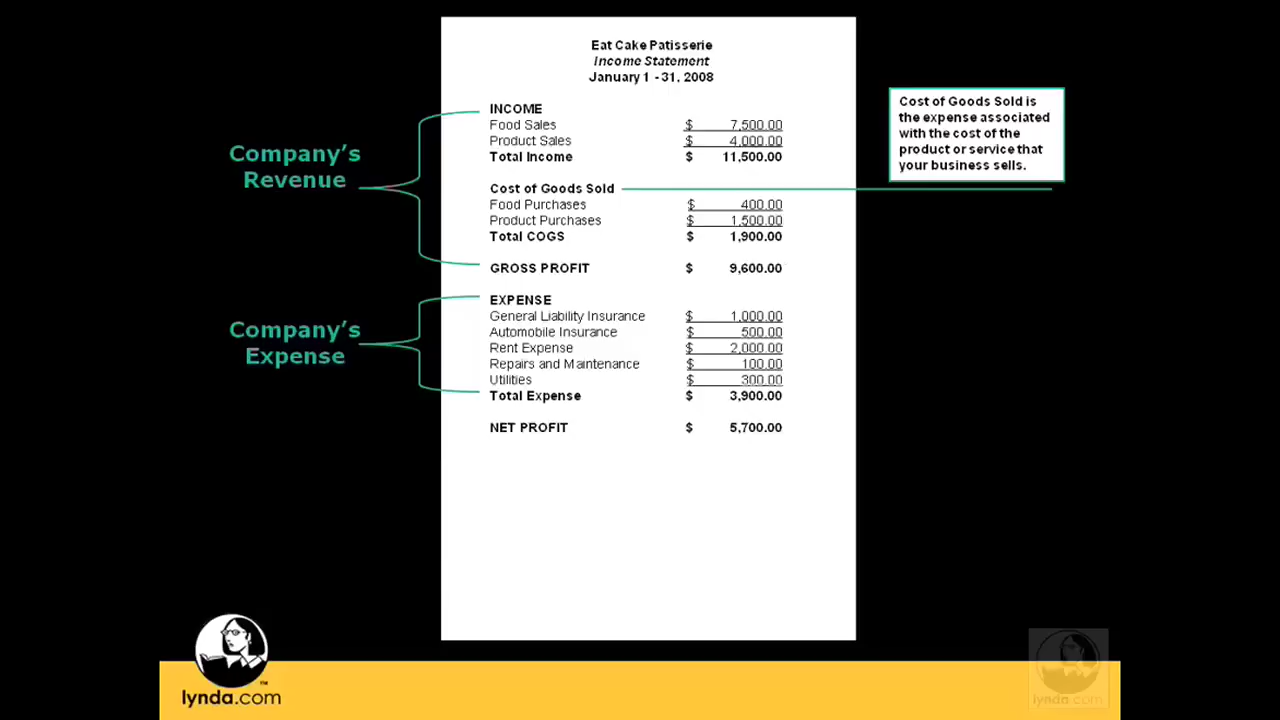 Eat Cake Patisserie
Income Statement
January 1 - 31, 2008
Company's
Revenue
INCOME
Food Sales $ 7,500.00
Product Sales $ 4,000.00
Total Income $ 11,500.00
Cost of Goods Sold
Food Purchases $ 400.00
Product Purchases $ 1,500.00
Total COGS $ 1,900.00
GROSS PROFIT $ 9,600.00
Cost of Goods Sold is
the expense associated
with the cost of the
product or service that
your business sells.
Company's
Expense
EXPENSE
General Liability Insurance $ 1,000.00
Automobile Insurance $ 500.00
Rent Expense $ 2,000.00
Repairs and Maintenance $ 100.00
Utilities $ 300.00
Total Expense $ 3,900.00
NET PROFIT $ 5,700.00
lynda.com™
lynda.com